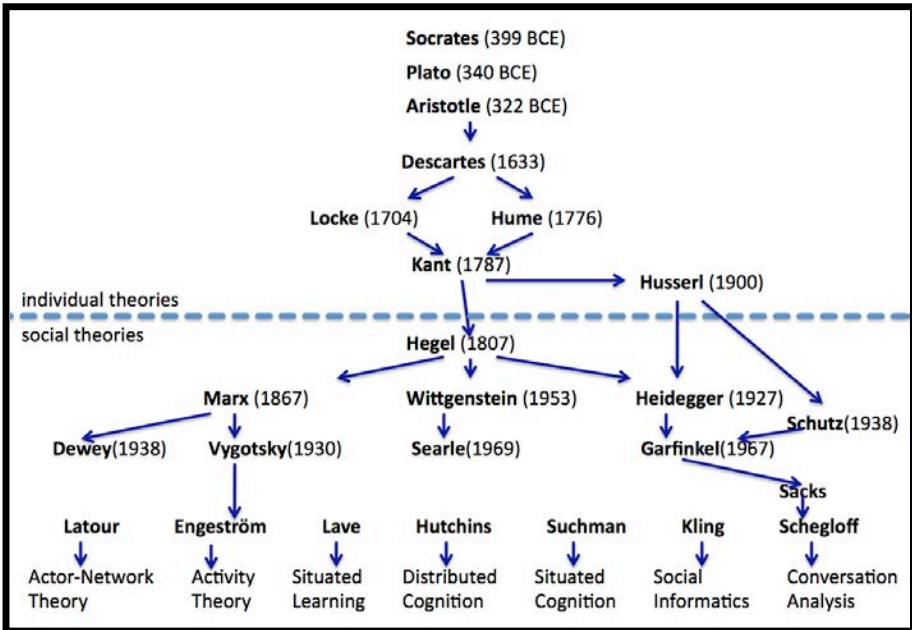 Socrates (399 BCE)
Plato (340 BCE)
Aristotle (322 BCE)
Descartes (1633)
Locke (1704) Hume (1776)
Kant (1787)
Husserl (1900)
individual theories
social theories
Hegel (1807)
Marx (1867) Wittgenstein (1953) Heidegger (1927)
Schutz(1938)
Dewey(1938) Vygotsky(1930) Searle(1969) Garfinkel(1967)
Sacks
Latour Engeström Lave Hutchins Suchman Kling Schegloff
Actor-Network Activity Situated Distributed Situated Social Conversation
Theory Theory Learning Cognition Cognition Informatics Analysis